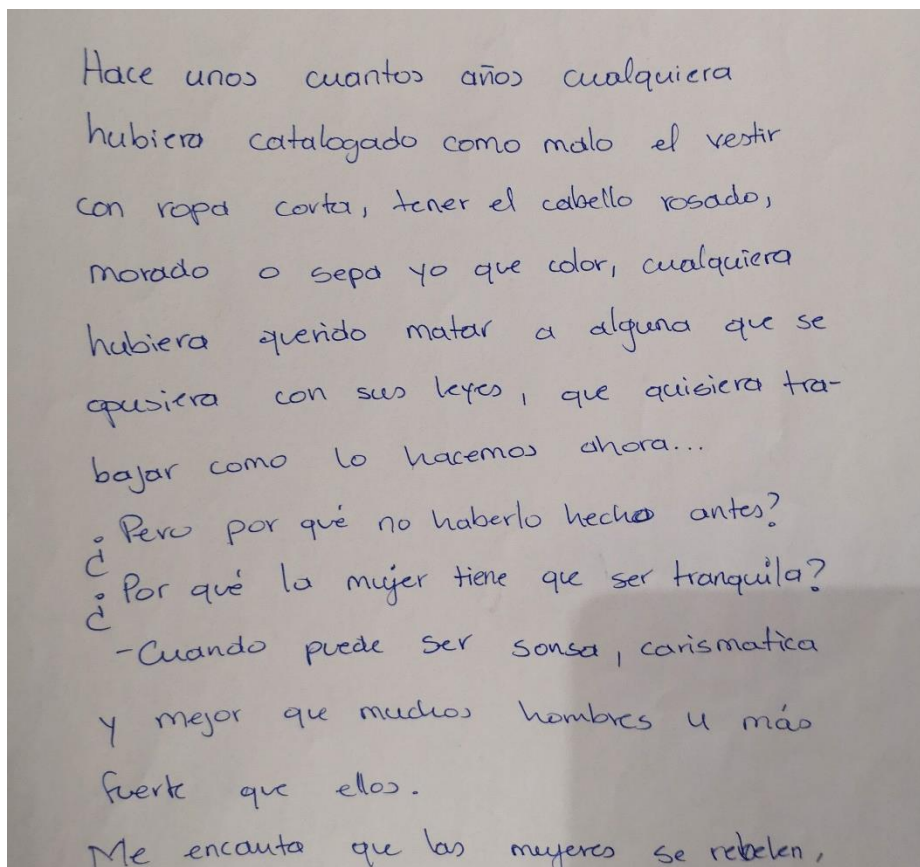 Hace unos cuantos años cualquiera
hubiera catalogado como malo el vestir
con ropa corta, tener el cabello rosado,
morado o sepa yo que color, cualquiera
hubiera querido matar a alguna que se
opusiera con sus leyes, que quisiera tra-
bajar como lo hacemos ahora...
¿Pero por qué no haberlo hecho antes?
¿Por qué la mujer tiene que ser tranquila?
-Cuando puede ser sonsa, carismatica
y mejor que muchos hombres u más
fuerte que ellos.
Me encanta que las mujeres se rebelen,